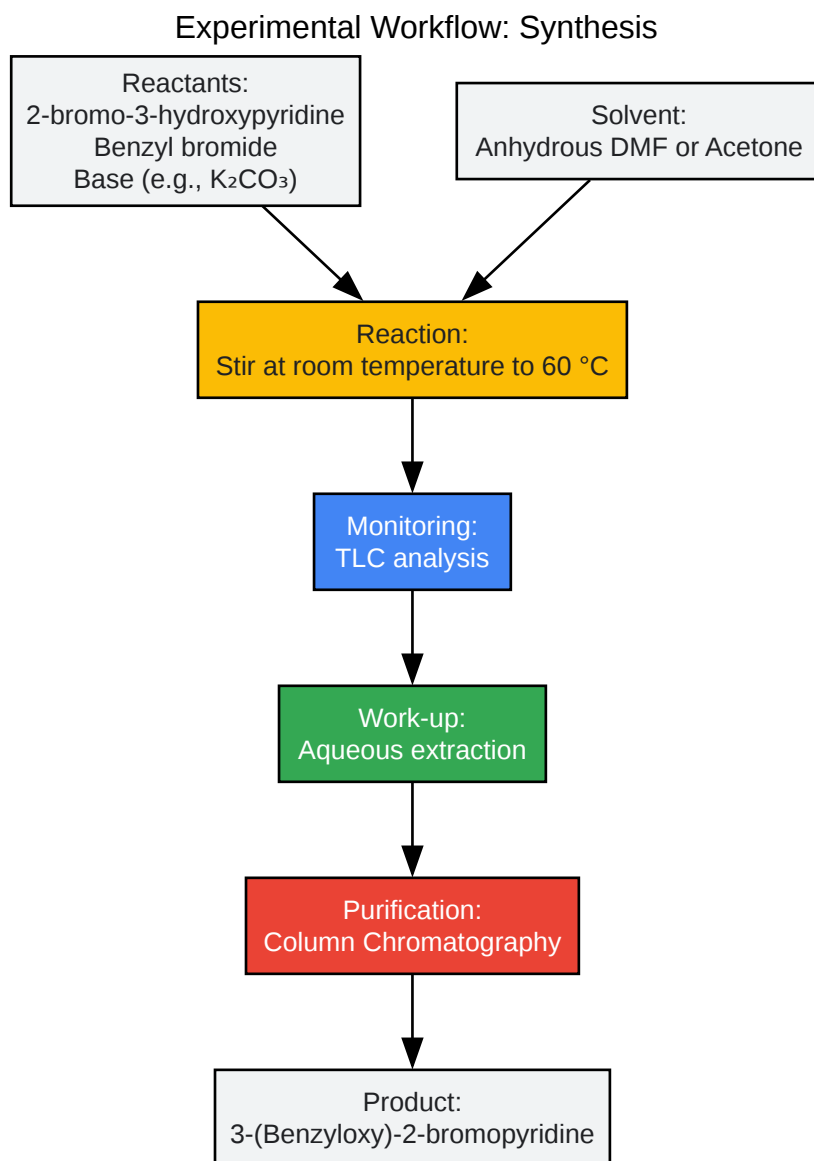 Experimental Workflow: Synthesis
Reactants:
2-bromo-3-hydroxypyridine
Benzyl bromide
Base (e.g., K₂CO₃)
Solvent:
Anhydrous DMF or Acetone
Reaction:
Stir at room temperature to 60 °C
Monitoring:
TLC analysis
Work-up:
Aqueous extraction
Purification:
Column Chromatography
Product:
3-(Benzyloxy)-2-bromopyridine